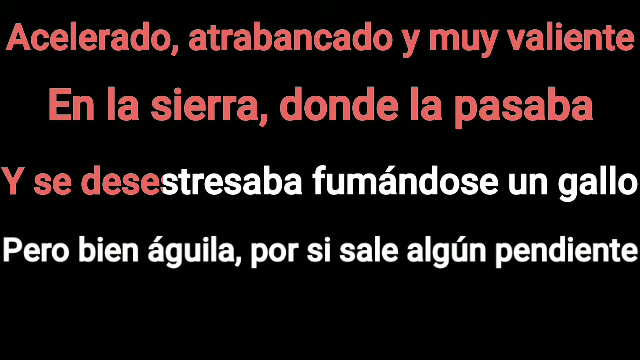 Acelerado, atrabancado y muy valiente
En la sierra, donde la pasaba
Y se desestresaba fumándose un gallo
Pero bien águila, por si sale algún pendiente